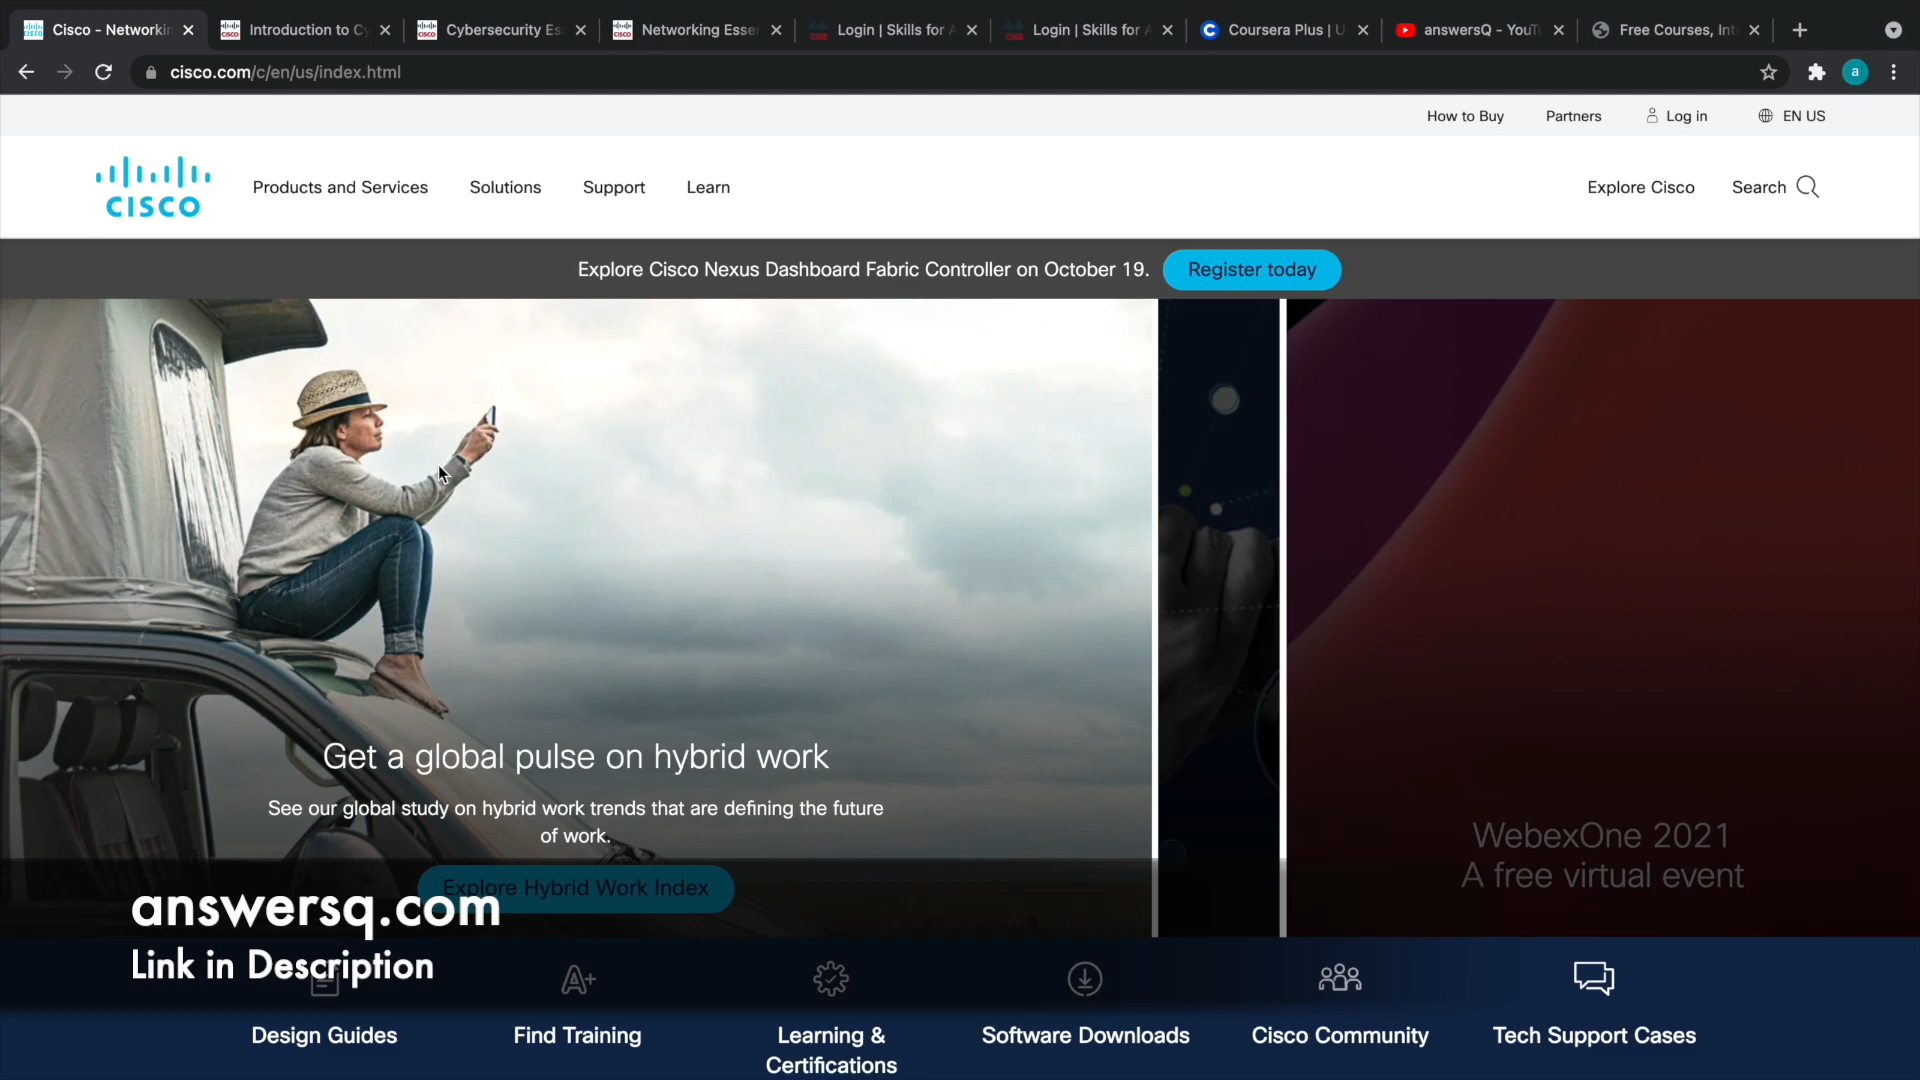 Cisco - Networkin
Introduction to Cy
Cybersecurity Es
Networking Esse
Login | Skills for A
Login | Skills for A
Coursera Plus | U
answersQ - YouTu
Free Courses, Int
cisco.com/c/en/us/index.html
a
How to Buy
Partners
Log in
EN US
CISCO
Products and Services
Solutions
Support
Learn
Explore Cisco
Search
Explore Cisco Nexus Dashboard Fabric Controller on October 19.
Register today
Get a global pulse on hybrid work
See our global study on hybrid work trends that are defining the future
of work.
Explore Hybrid Work Index
WebexOne 2021
A free virtual event
answersq.com
Link in Description
A+
Design Guides
Find Training
Learning &
Certifications
Software Downloads
Cisco Community
Tech Support Cases